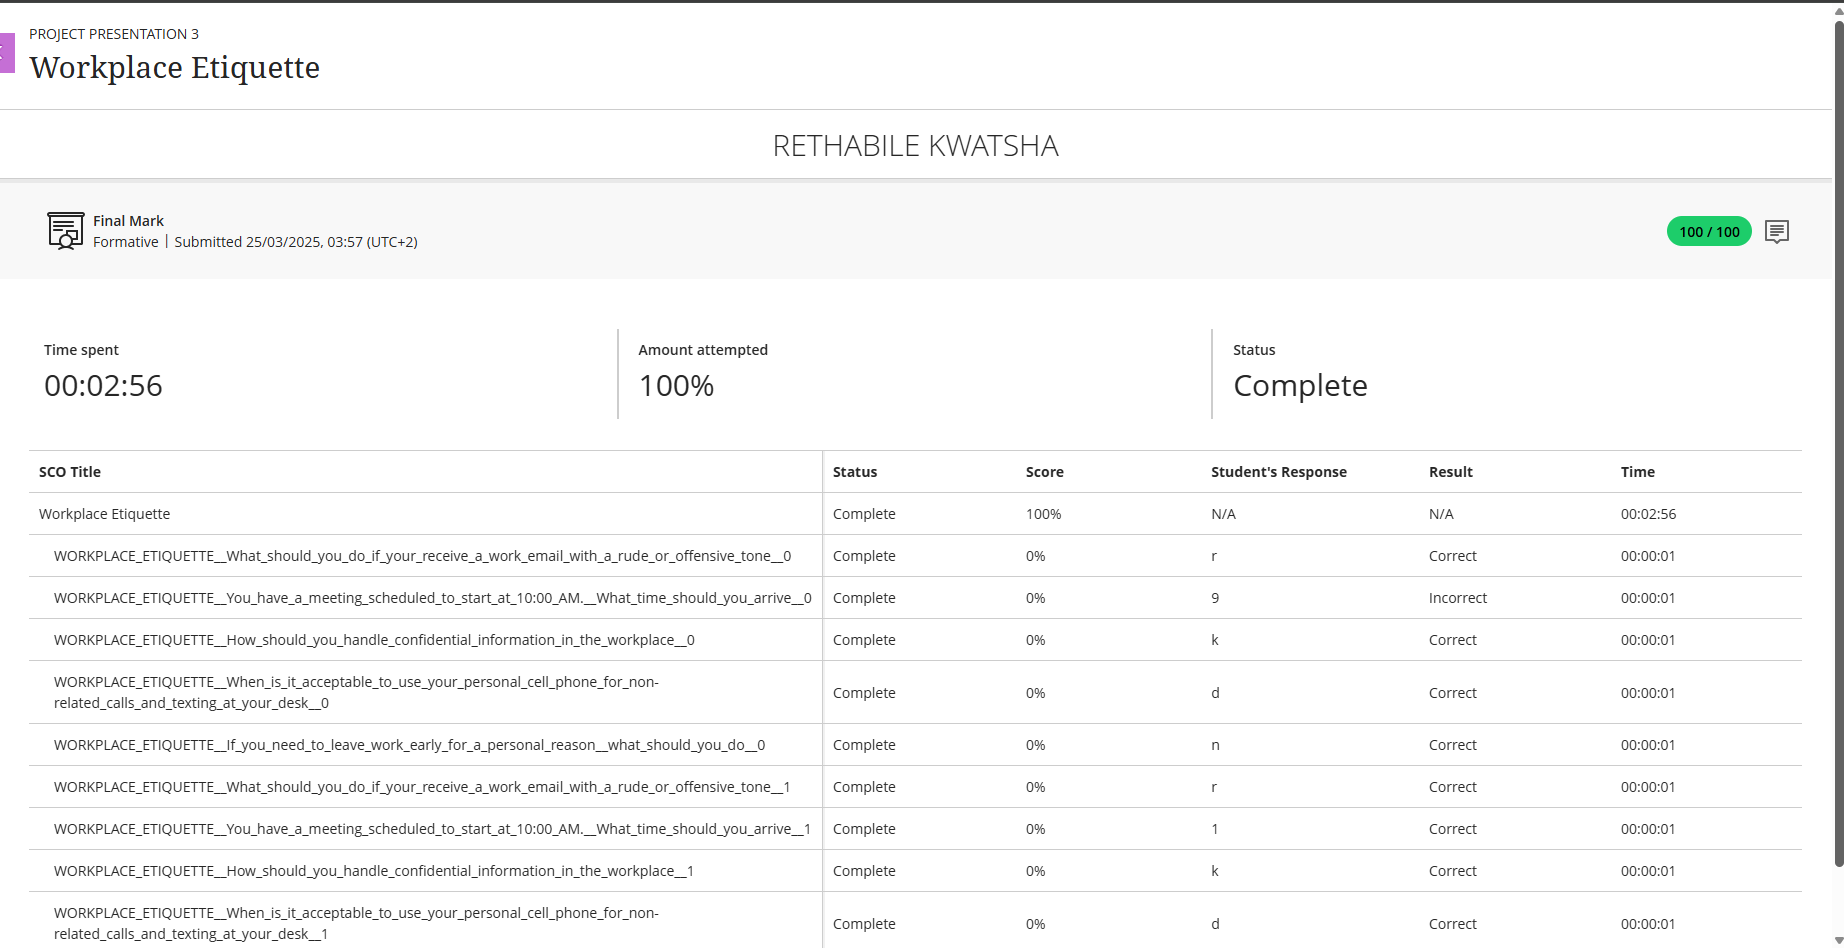 PROJECT PRESENTATION 3
Workplace Etiquette
RETHABILE KWATSHA
Final Mark
Formative | Submitted 25/03/2025, 03:57 (UTC+2)
100 / 100
Time spent
00:02:56
Amount attempted
100%
Status
Complete
SCO Title Status Score Student's Response Result Time
Workplace Etiquette Complete 100% N/A N/A 00:02:56
WORKPLACE_ETIQUETTE__What_should_you_do_if_your_receive_a_work_email_with_a_rude_or_offensive_tone__0 Complete 0% r Correct 00:00:01
WORKPLACE_ETIQUETTE__You_have_a_meeting_scheduled_to_start_at_10:00_AM.__What_time_should_you_arrive__0 Complete 0% 9 Incorrect 00:00:01
WORKPLACE_ETIQUETTE__How_should_you_handle_confidential_information_in_the_workplace__0 Complete 0% k Correct 00:00:01
WORKPLACE_ETIQUETTE__When_is_it_acceptable_to_use_your_personal_cell_phone_for_non-
related_calls_and_texting_at_your_desk__0 Complete 0% d Correct 00:00:01
WORKPLACE_ETIQUETTE__If_you_need_to_leave_work_early_for_a_personal_reason__what_should_you_do__0 Complete 0% n Correct 00:00:01
WORKPLACE_ETIQUETTE__What_should_you_do_if_your_receive_a_work_email_with_a_rude_or_offensive_tone__1 Complete 0% r Correct 00:00:01
WORKPLACE_ETIQUETTE__You_have_a_meeting_scheduled_to_start_at_10:00_AM.__What_time_should_you_arrive__1 Complete 0% 1 Correct 00:00:01
WORKPLACE_ETIQUETTE__How_should_you_handle_confidential_information_in_the_workplace__1 Complete 0% k Correct 00:00:01
WORKPLACE_ETIQUETTE__When_is_it_acceptable_to_use_your_personal_cell_phone_for_non-
related_calls_and_texting_at_your_desk__1 Complete 0% d Correct 00:00:01